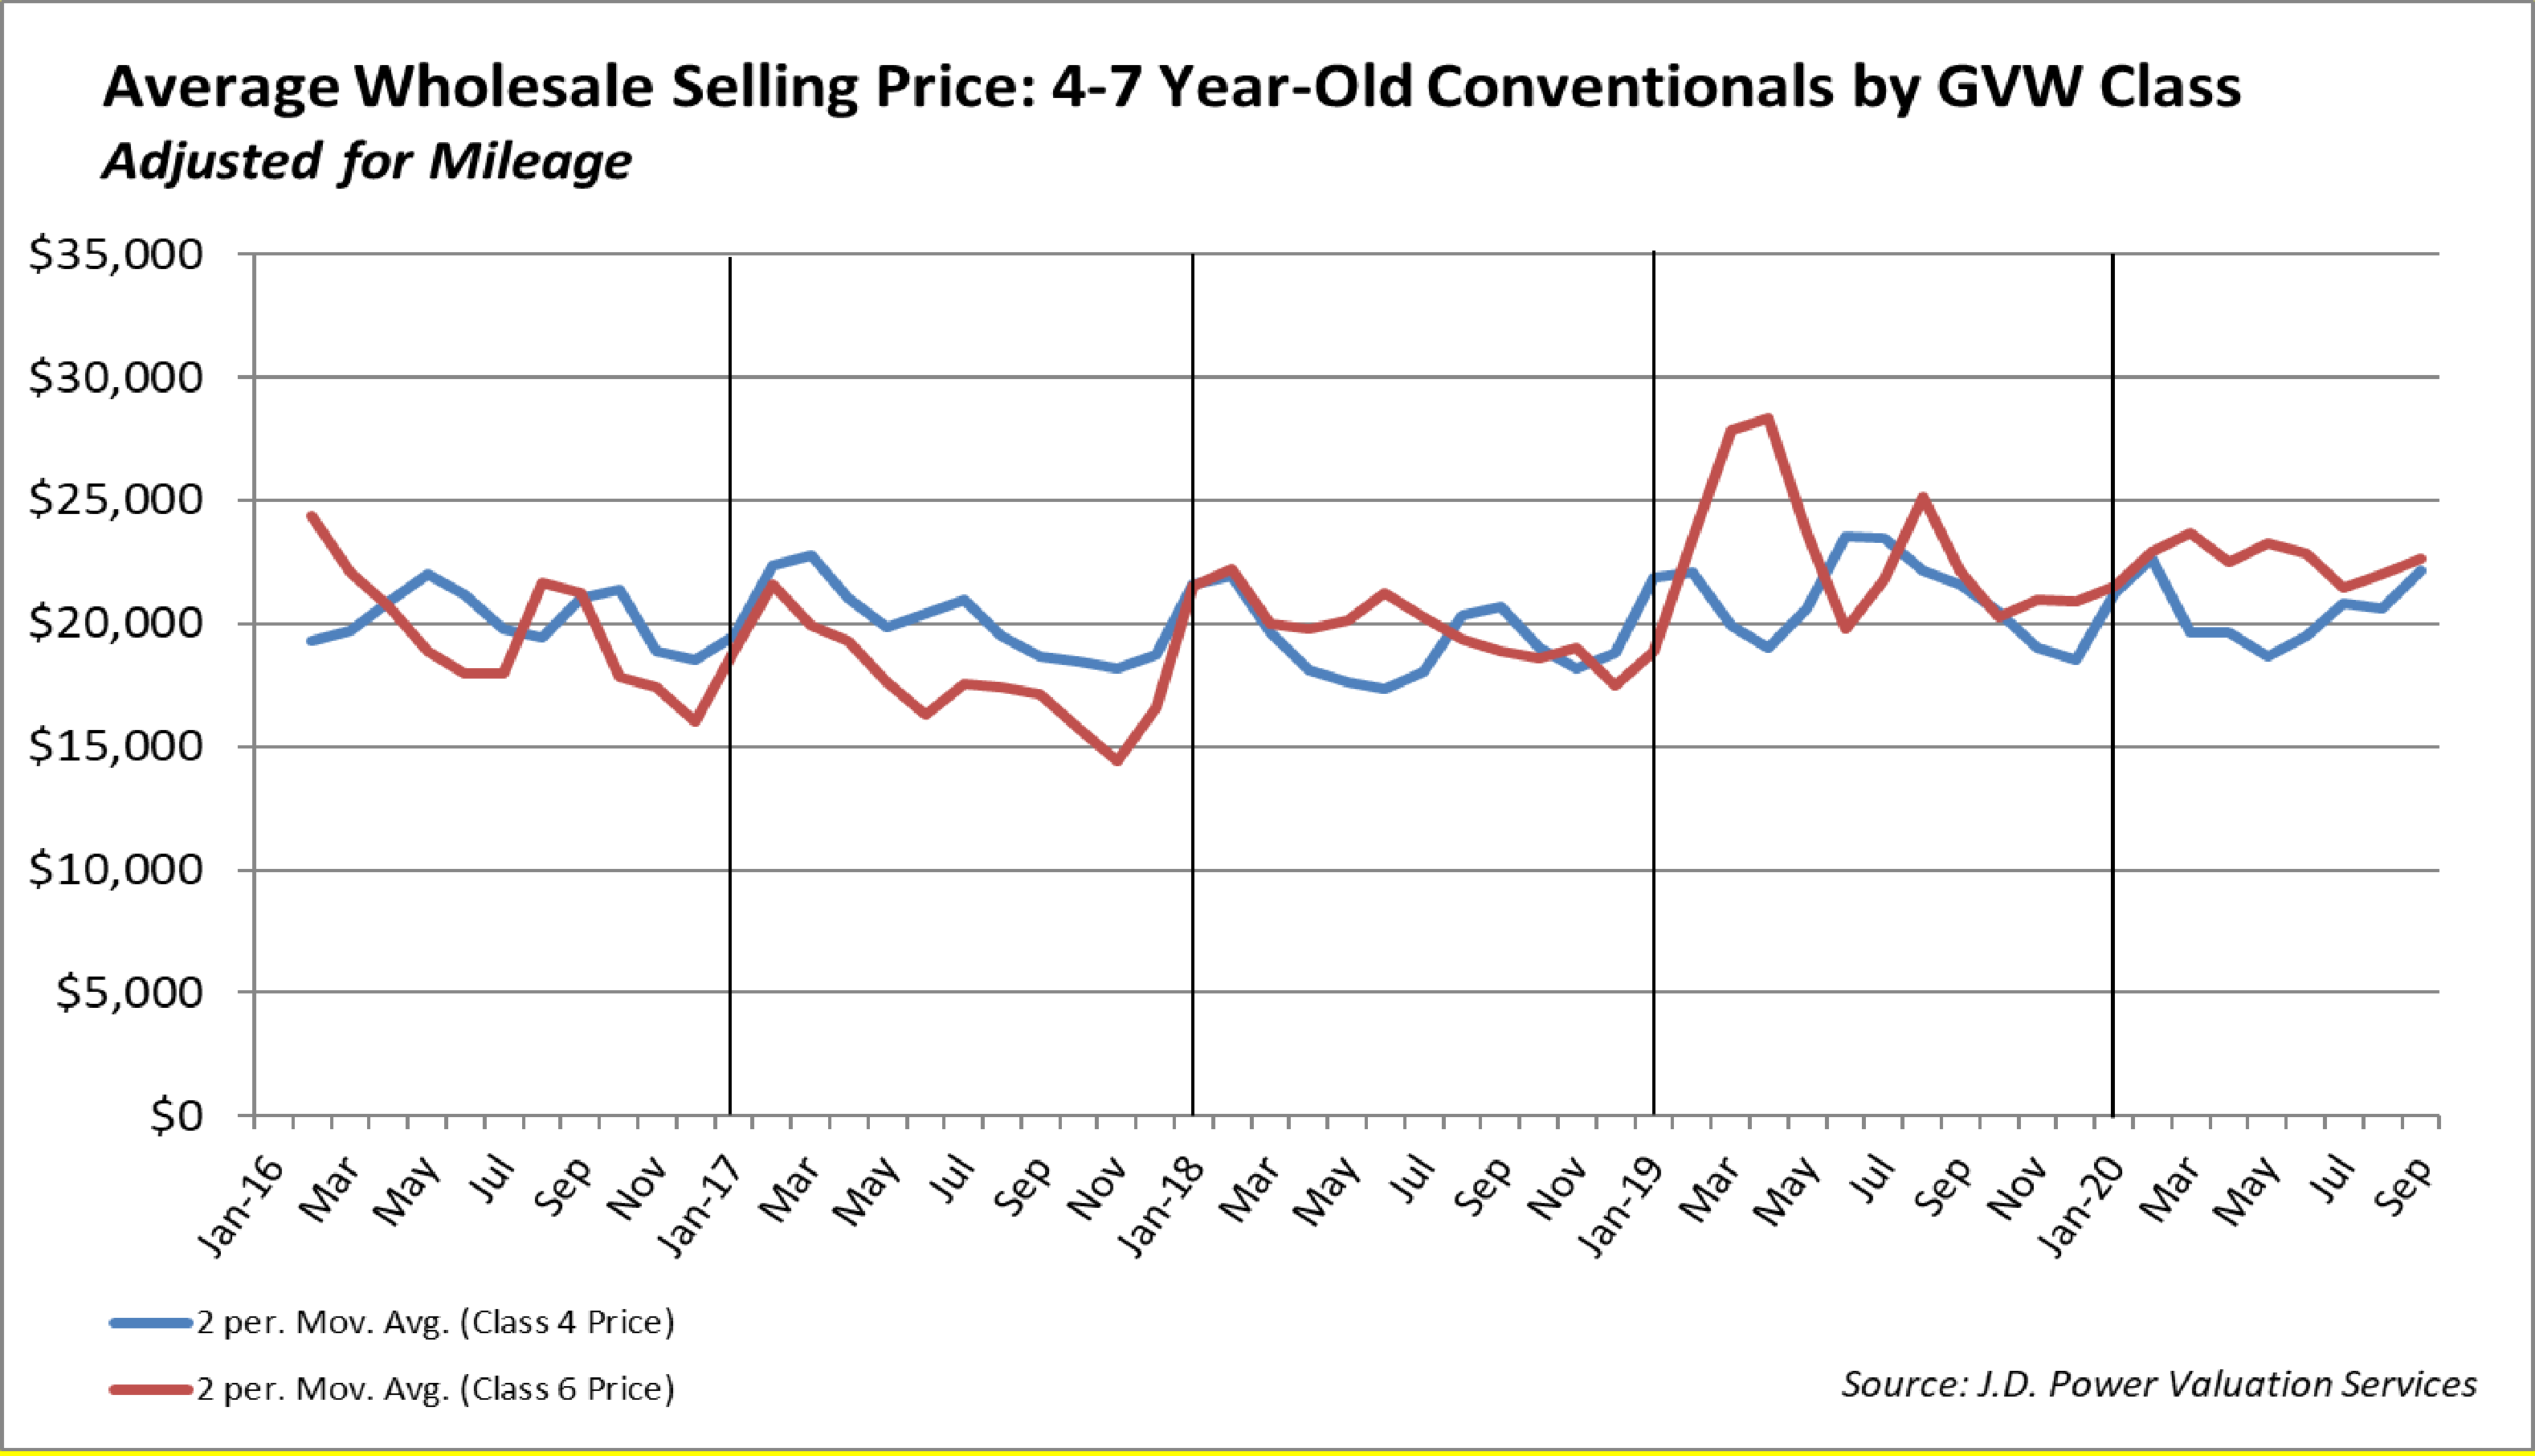 Average Wholesale Selling Price: 4-7 Year-Old Conventionals by GVW Class
Adjusted for Mileage
$35,000
$30,000
$25,000
$20,000
$15,000
$10,000
$5,000
$0
Jan-16
Mar
May
Jul
Sep
Nov
Jan-17
Mar
May
Jul
Sep
Nov
Jan-18
Mar
May
Jul
Sep
Nov
Jan-19
Mar
May
Jul
Sep
Nov
Jan-20
Mar
May
Jul
Sep
2 per. Mov. Avg. (Class 4 Price)
2 per. Mov. Avg. (Class 6 Price)
Source: J.D. Power Valuation Services